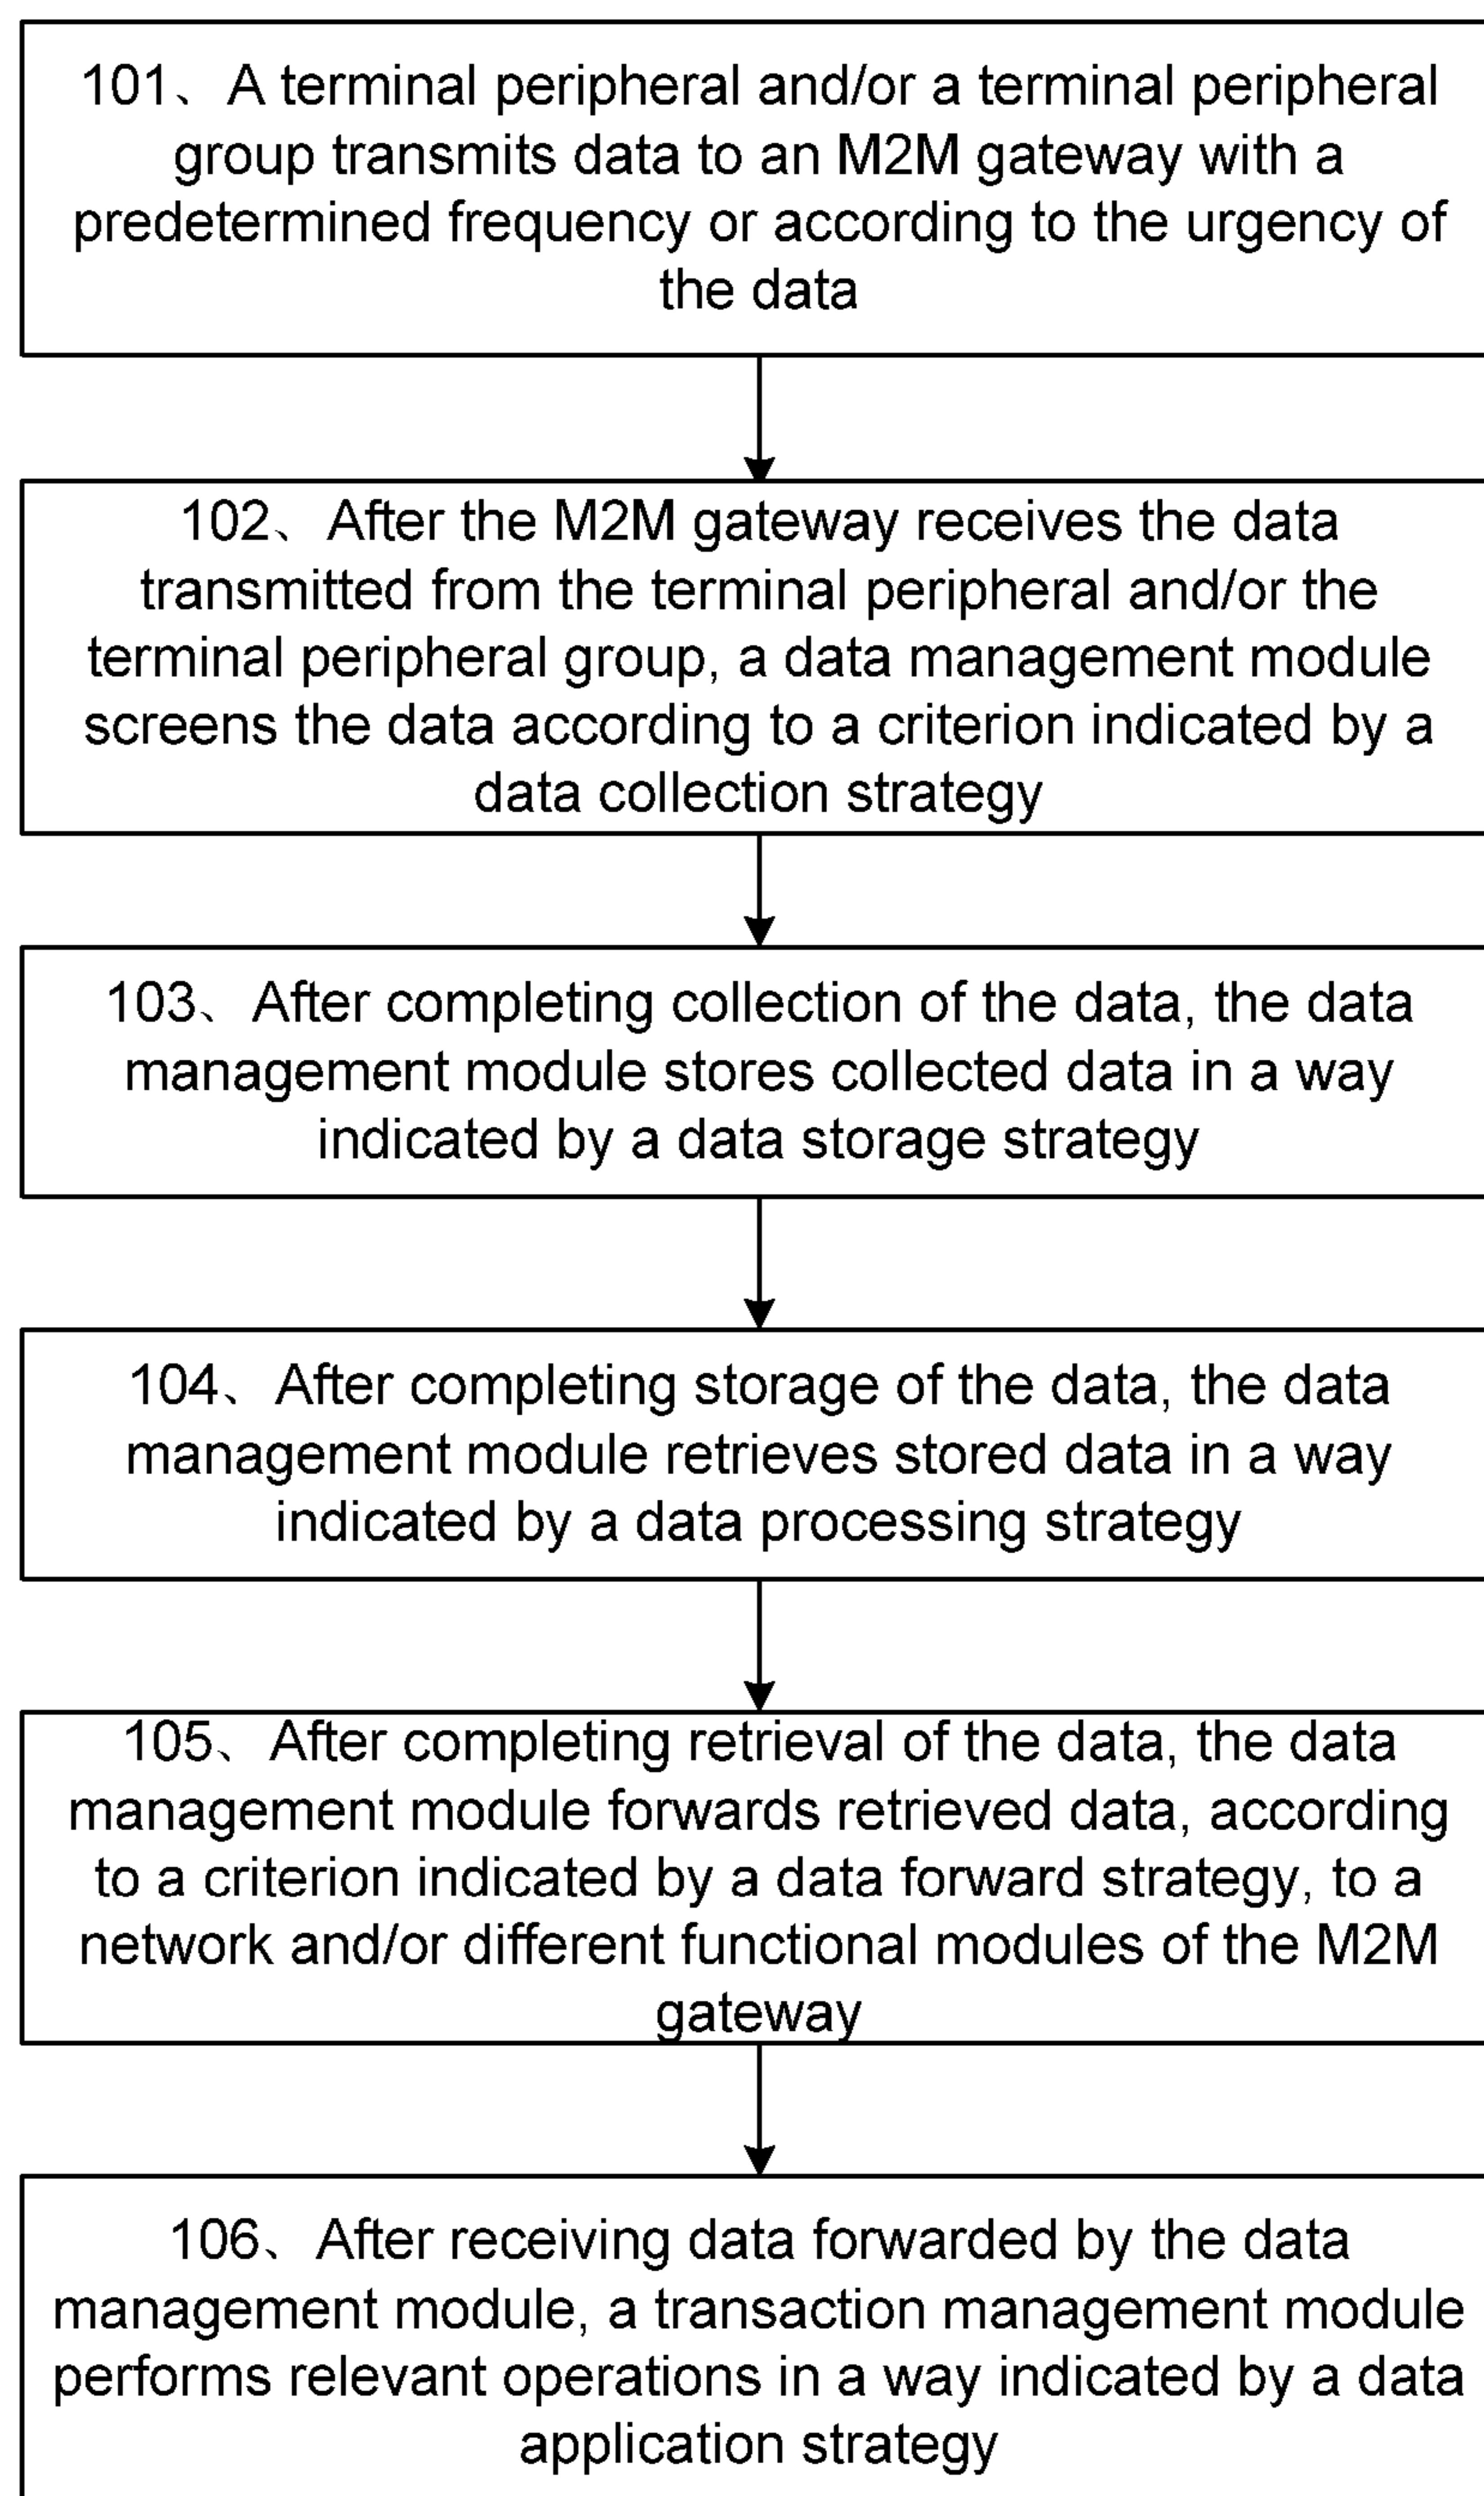 101、A terminal peripheral and/or a terminal peripheral
group transmits data to an M2M gateway with a
predetermined frequency or according to the urgency of
the data
102、After the M2M gateway receives the data
transmitted from the terminal peripheral and/or the
terminal peripheral group, a data management module
screens the data according to a criterion indicated by a
data collection strategy
103、After completing collection of the data, the data
management module stores collected data in a way
indicated by a data storage strategy
104、After completing storage of the data, the data
management module retrieves stored data in a way
indicated by a data processing strategy
105、After completing retrieval of the data, the data
management module forwards retrieved data, according
to a criterion indicated by a data forward strategy, to a
network and/or different functional modules of the M2M
gateway
106、After receiving data forwarded by the data
management module, a transaction management module
performs relevant operations in a way indicated by a data
application strategy